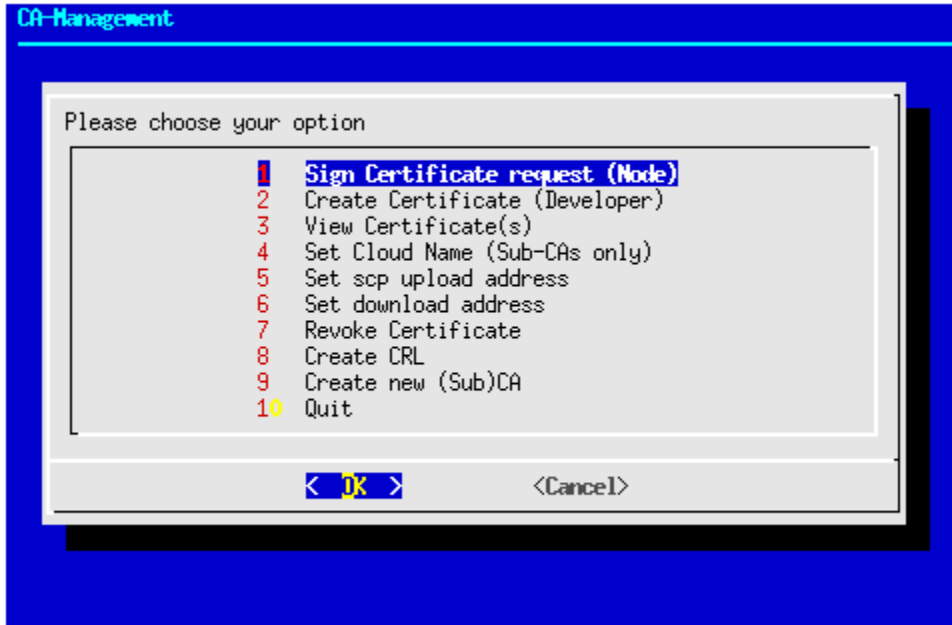 CA-Management
Please choose your option
1 Sign Certificate request (Node)
2 Create Certificate (Developer)
3 View Certificate(s)
4 Set Cloud Name (Sub-CAs only)
5 Set scp upload address
6 Set download address
7 Revoke Certificate
8 Create CRL
9 Create new (Sub)CA
10 Quit
< OK > <Cancel>